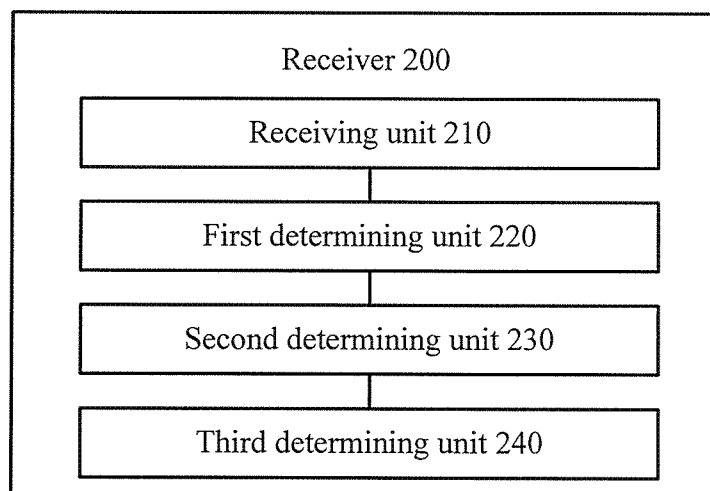 Receiver 200
Receiving unit 210
First determining unit 220
Second determining unit 230
Third determining unit 240